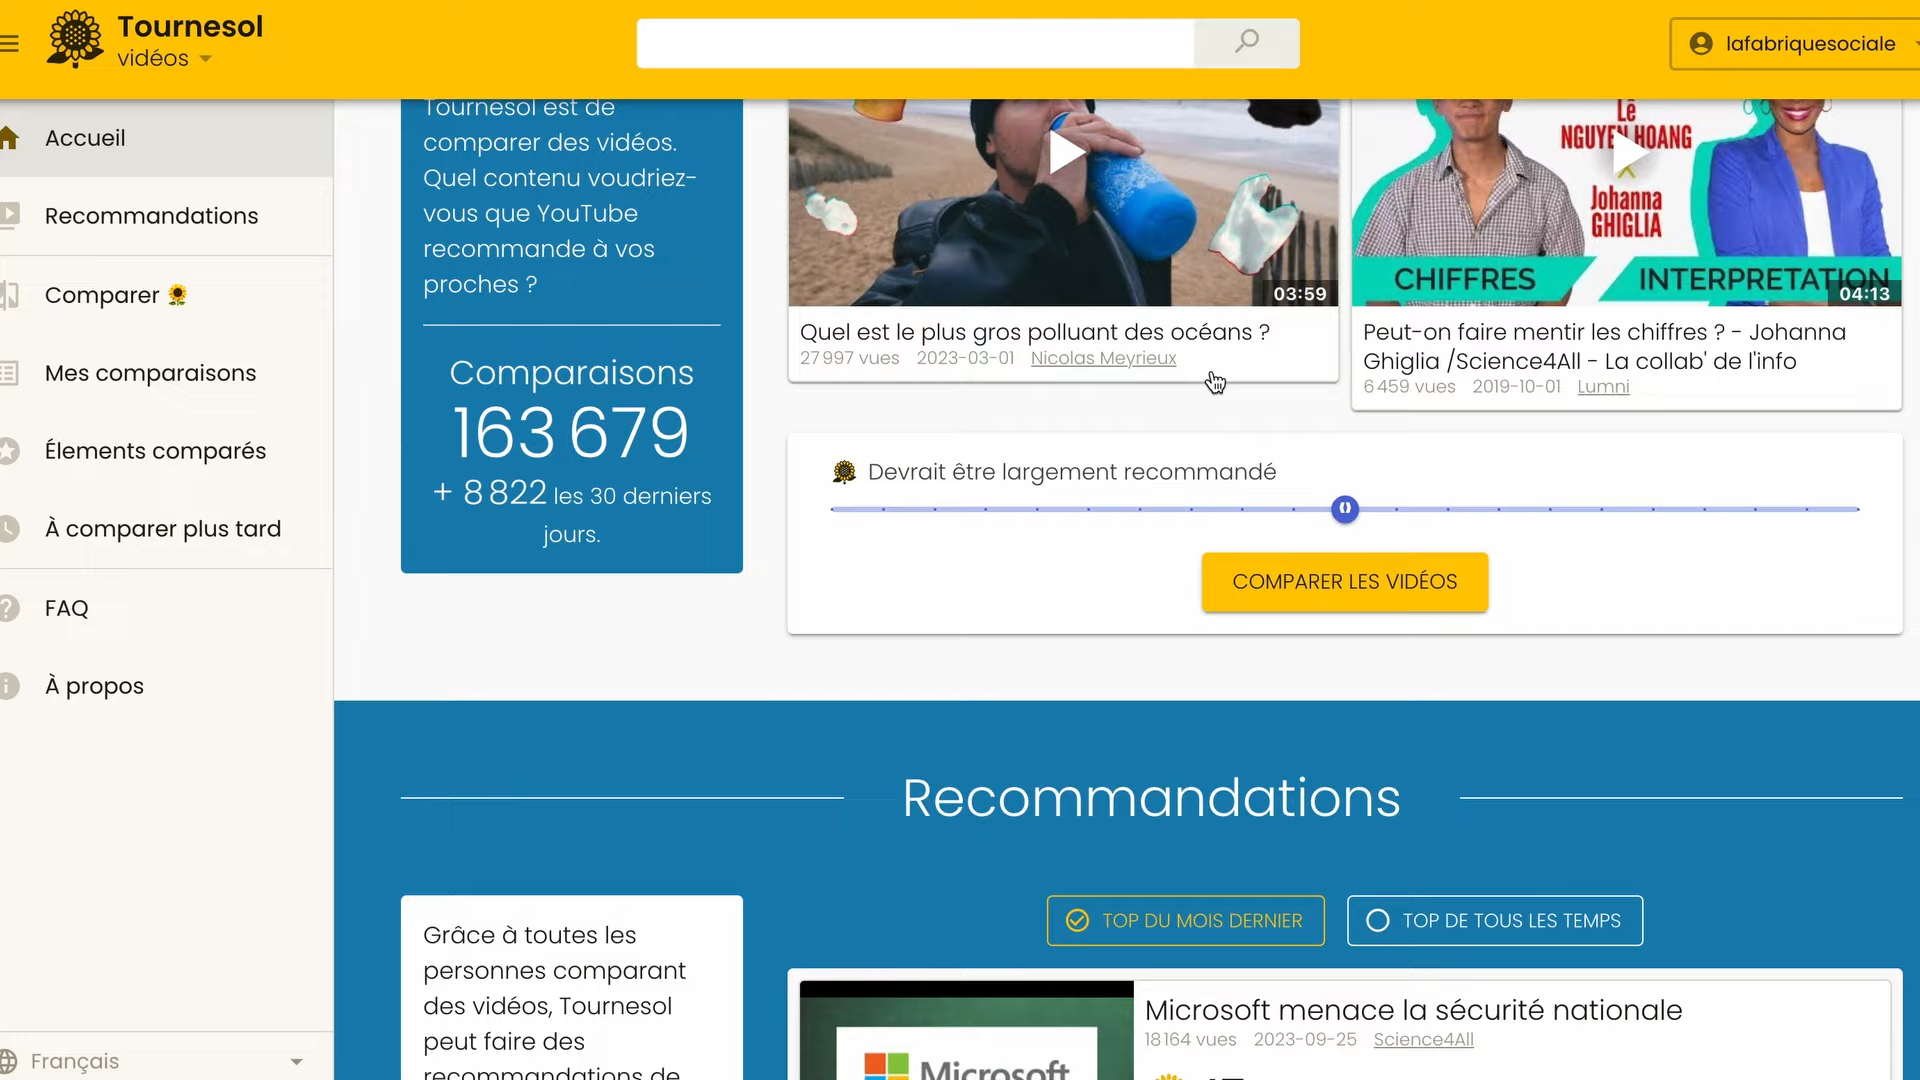 Tournesol
vidéos
lafabriquesociale
Accueil
Recommandations
Comparer
Mes comparaisons
Élements comparés
À comparer plus tard
FAQ
À propos
Français
Tournesol est de
comparer des vidéos.
Quel contenu voudriez-
vous que YouTube
recommande à vos
proches ?
Comparaisons
163 679
+ 8 822 les 30 derniers
jours.
03:59
Quel est le plus gros polluant des océans ?
27 997 vues 2023-03-01 Nicolas Meyrieux
Lê
NGUYEN HOANG
X
Johanna
GHIGLIA
CHIFFRES
INTERPRETATION
04:13
Peut-on faire mentir les chiffres ? - Johanna
Ghiglia /Science4All - La collab' de l'info
6 459 vues 2019-10-01 Lumni
Devrait être largement recommandé
COMPARER LES VIDÉOS
Recommandations
Grâce à toutes les
personnes comparant
des vidéos, Tournesol
peut faire des
recommandations de
TOP DU MOIS DERNIER
TOP DE TOUS LES TEMPS
Microsoft
Microsoft menace la sécurité nationale
18 164 vues 2023-09-25 Science4All